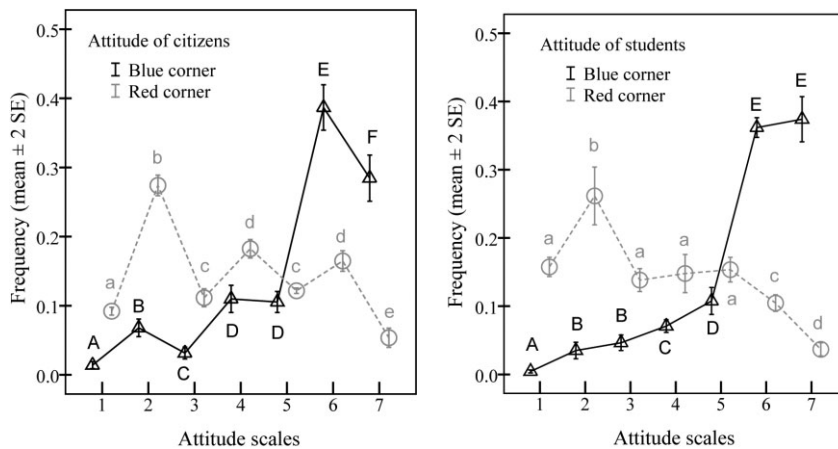 Attitude of citizens
Blue corner
Red corner
Frequency (mean ± 2 SE)
0.5
0.4
0.3
0.2
0.1
0.0
A
B
C
D
D
E
F
a
b
c
d
c
d
e
1 2 3 4 5 6 7
Attitude scales
Attitude of students
Blue corner
Red corner
Frequency (mean ± 2 SE)
0.5
0.4
0.3
0.2
0.1
0.0
A
B
B
C
D
E
E
a
b
a
a
a
c
d
1 2 3 4 5 6 7
Attitude scales